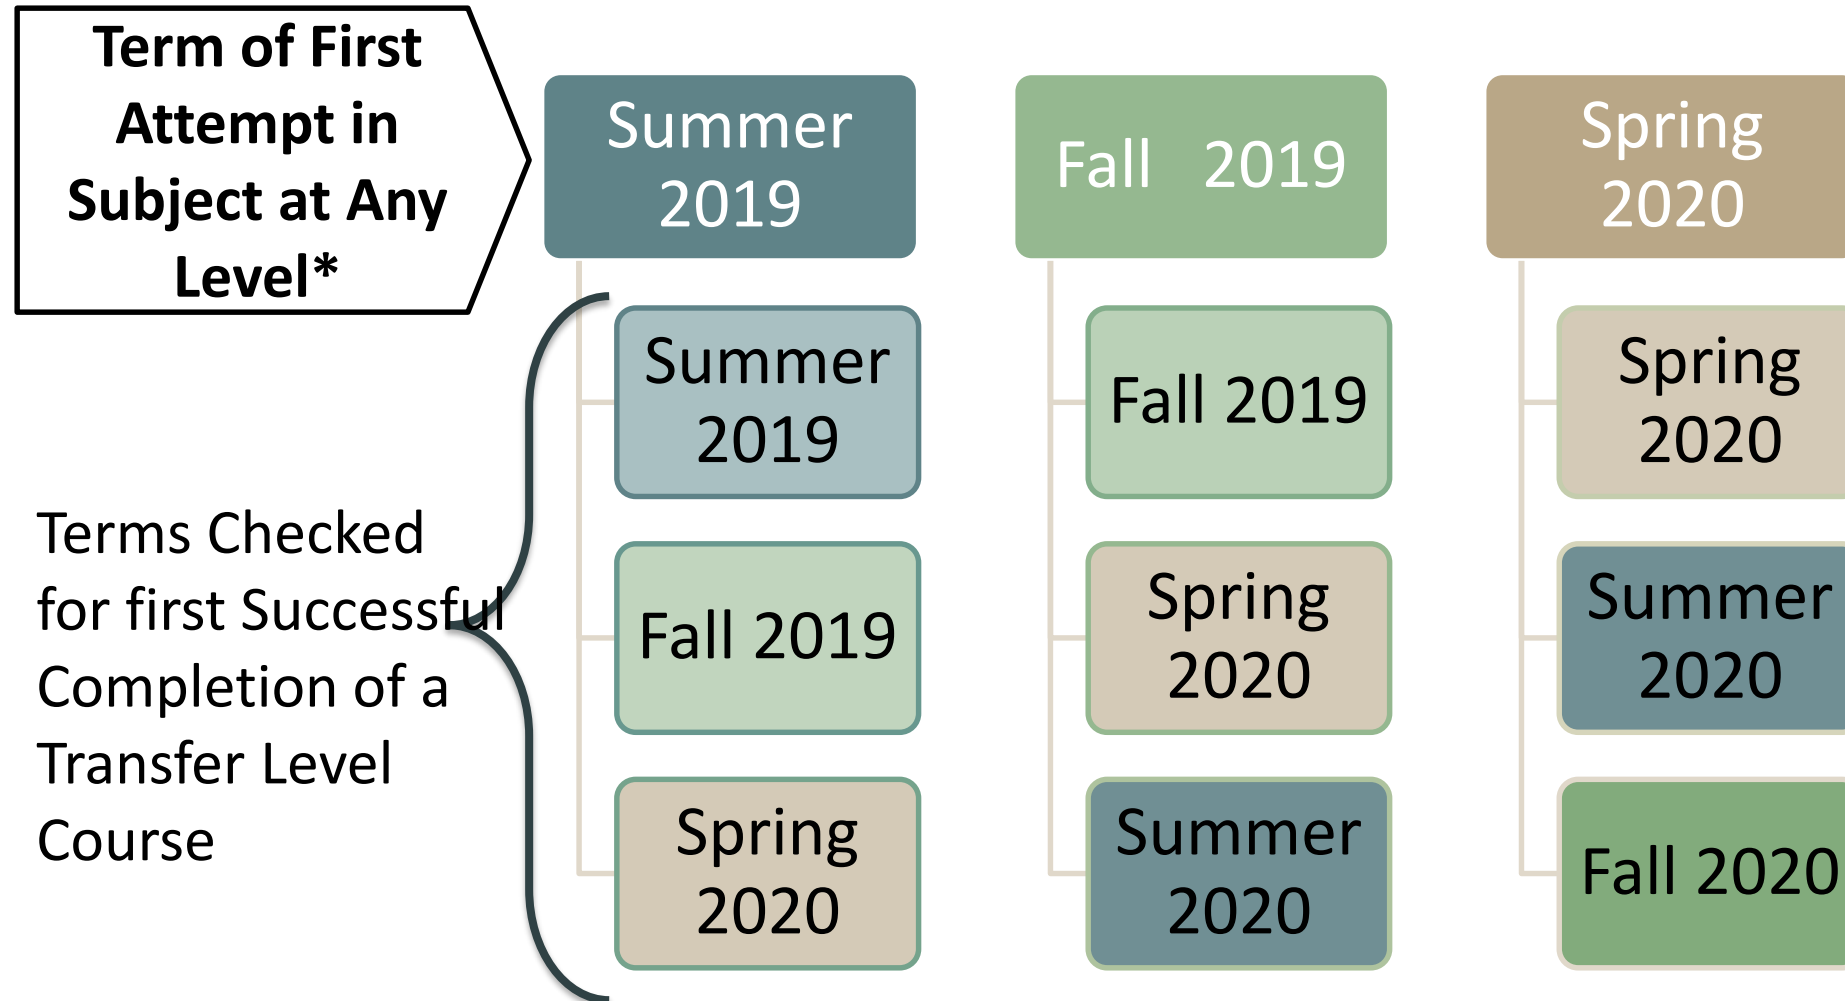 Term of First
Attempt in
Subject at Any
Level*
Summer
2019
Fall 2019
Spring
2020
Terms Checked
for first Successful
Completion of a
Transfer Level
Course
Summer
2019
Fall 2019
Spring
2020
Fall 2019
Spring
2020
Summer
2020
Spring
2020
Summer
2020
Fall 2020